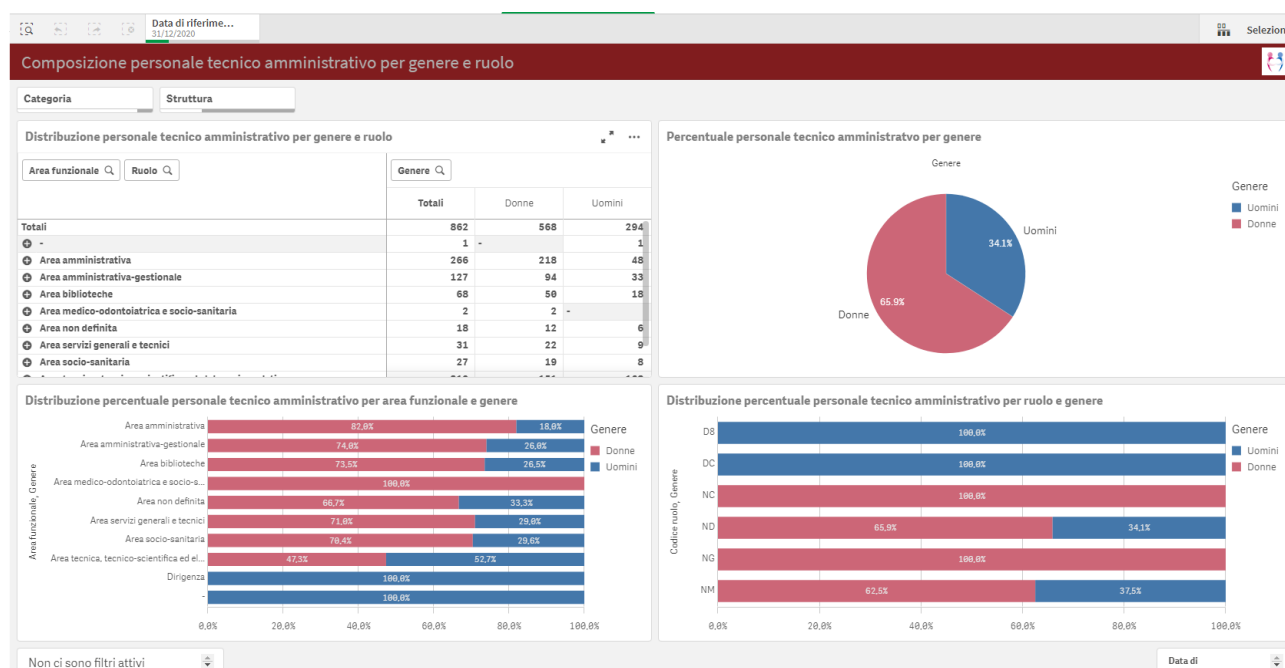 Data di riferime...
31/12/2020
Selezion
Composizione personale tecnico amministrativo per genere e ruolo
Categoria
Struttura
Distribuzione personale tecnico amministrativo per genere e ruolo
Area funzionale Ruolo Genere
Totali Donne Uomini
Totali 862 568 294
- 1 - 1
Area amministrativa 266 218 48
Area amministrativa-gestionale 127 94 33
Area biblioteche 68 50 18
Area medico-odontoiatrica e socio-sanitaria 2 2 -
Area non definita 18 12 6
Area servizi generali e tecnici 31 22 9
Area socio-sanitaria 27 19 8
Percentuale personale tecnico amministratvo per genere
Genere
Uomini
34.1%
65.9%
Donne
Genere
Uomini
Donne
Distribuzione percentuale personale tecnico amministrativo per area funzionale e genere
Area funzionale, Genere
Area amministrativa 82,0% 18,0%
Area amministrativa-gestionale 74,0% 26,0%
Area biblioteche 73,5% 26,5%
Area medico-odontoiatrica e socio-s... 100,0%
Area non definita 66,7% 33,3%
Area servizi generali e tecnici 71,0% 29,0%
Area socio-sanitaria 70,4% 29,6%
Area tecnica, tecnico-scientifica ed el... 47,3% 52,7%
Dirigenza 100,0%
- 100,0%
0,0% 20,0% 40,0% 60,0% 80,0% 100,0%
Genere
Donne
Uomini
Distribuzione percentuale personale tecnico amministrativo per ruolo e genere
Codice ruolo, Genere
D8 100,0%
DC 100,0%
NC 100,0%
ND 65,9% 34,1%
NG 100,0%
NM 62,5% 37,5%
0,0% 20,0% 40,0% 60,0% 80,0% 100,0%
Genere
Uomini
Donne
Non ci sono filtri attivi
Data di